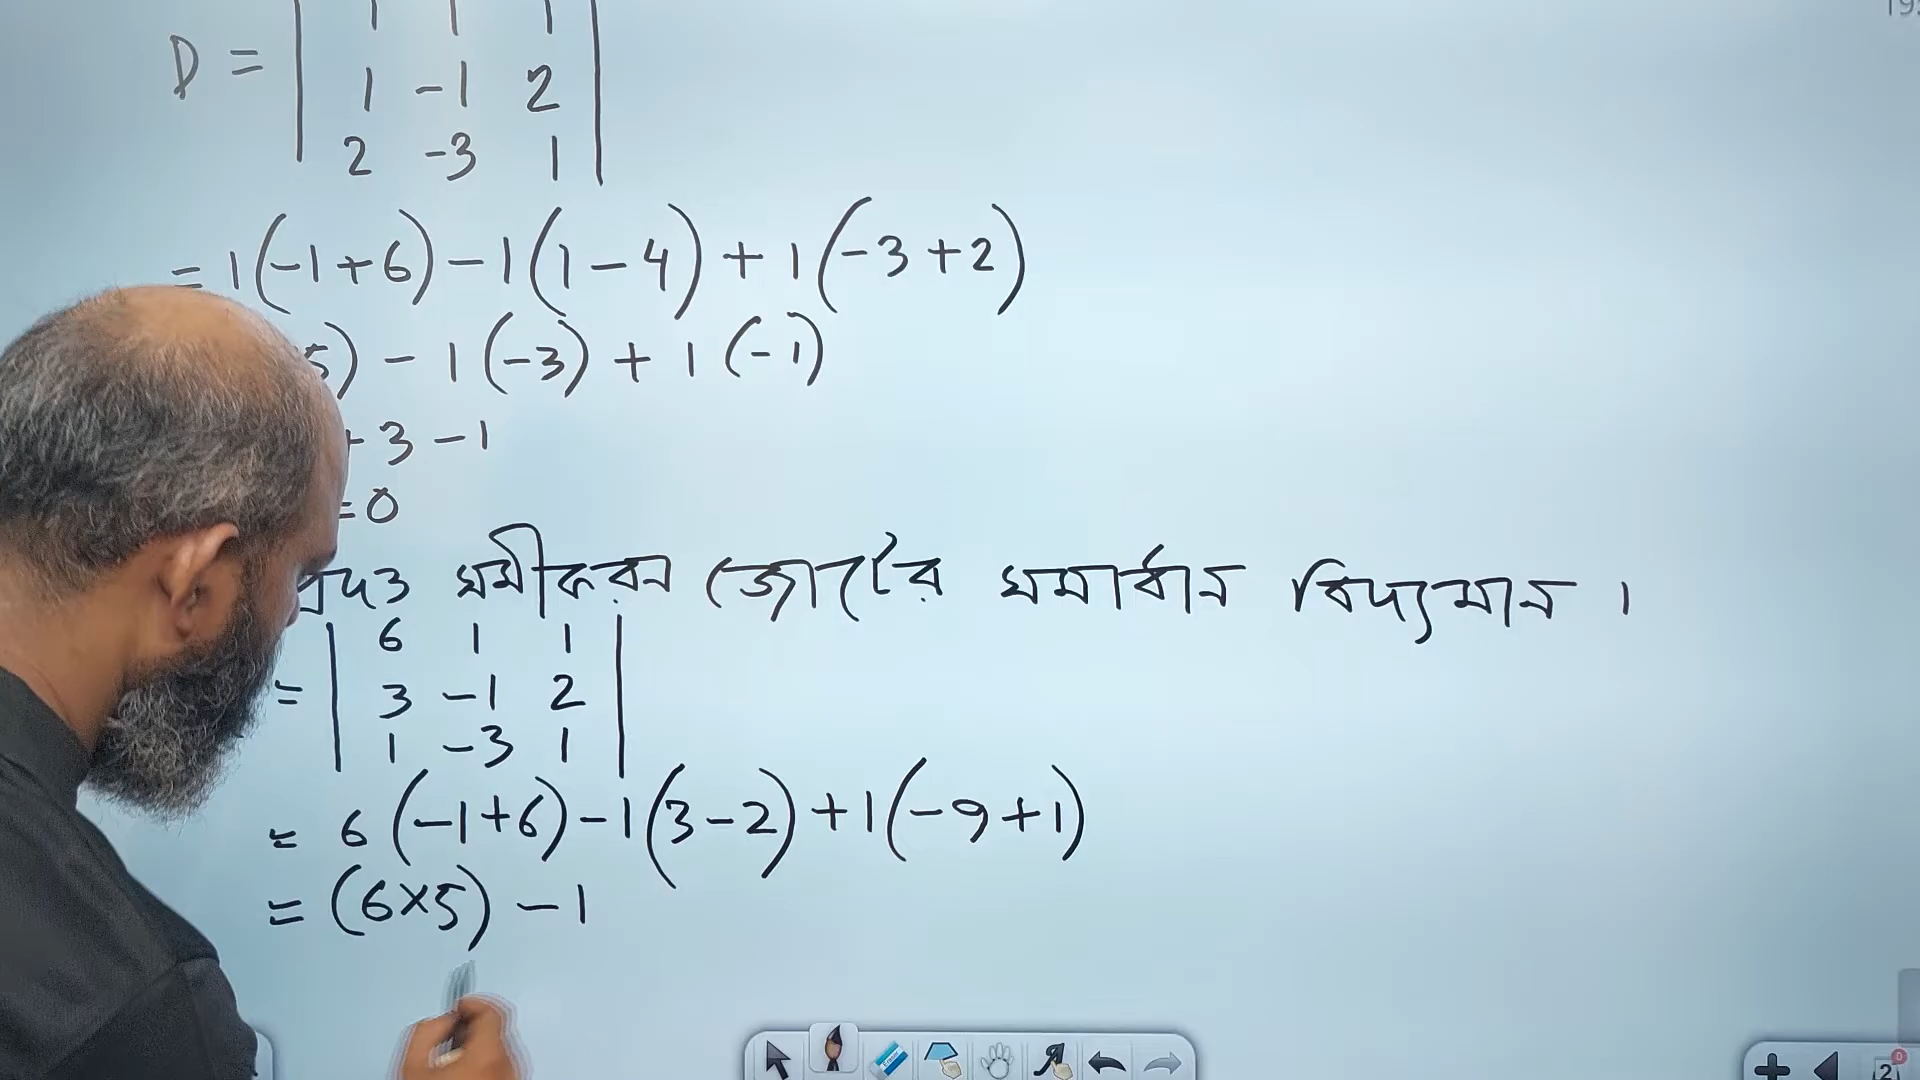 1 1 1
D = 1 -1 2
2 -3 1
= 1(-1+6) -1(1-4) +1(-3+2)
5) - 1(-3) + 1(-1)
+ 3 - 1
=0
সমীকরণ জোটের সমাধান বিদ্যমান ।
6 1 1
= 3 -1 2
1 -3 1
= 6(-1+6) -1(3-2) +1(-9+1)
= (6×5) -1